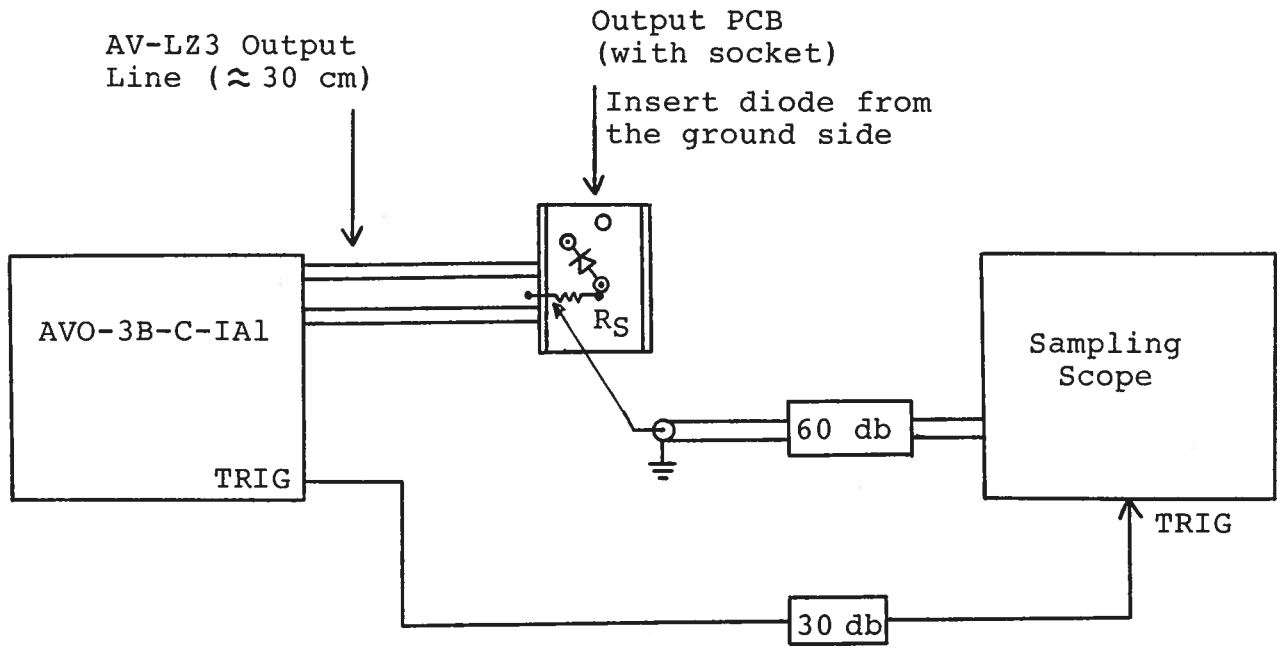 AV-LZ3 Output
Line (≈ 30 cm)
Output PCB
(with socket)
Insert diode from
the ground side
AVO-3B-C-IA1
TRIG
RS
60 db
Sampling
Scope
TRIG
30 db